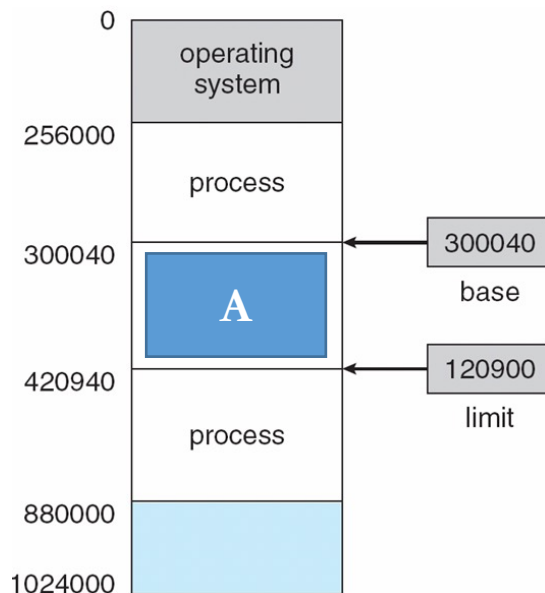 0
operating
system
256000
process
300040
300040
base
A
120900
limit
420940
process
880000
1024000